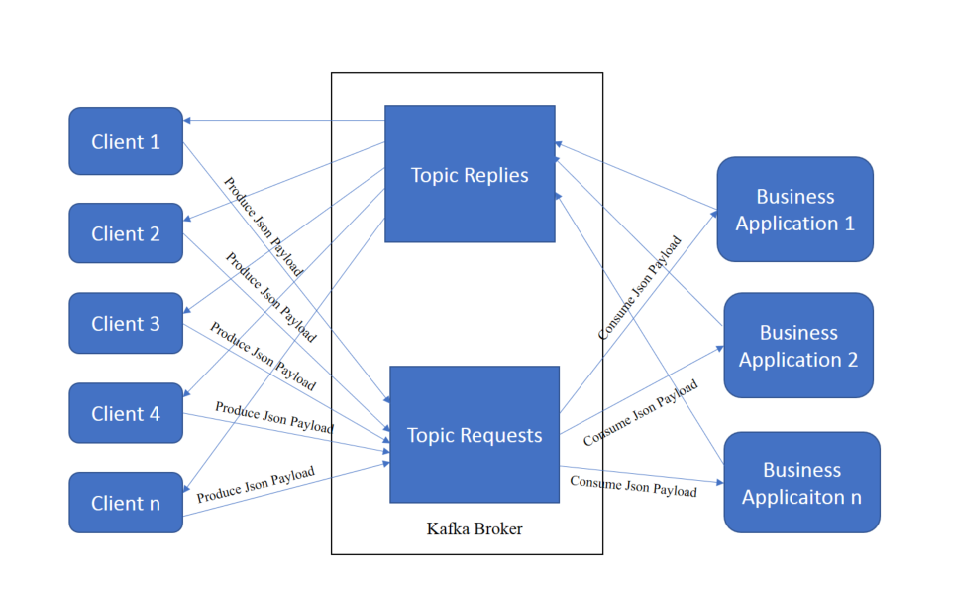 Client 1
Client 2
Client 3
Client 4
Client n
Produce Json Payload
Produce Json Payload
Produce Json Payload
Produce Json Payload
Produce Json Payload
Topic Replies
Topic Requests
Kafka Broker
Consume Json Payload
Consume Json Payload
Consume Json Payload
Business
Application 1
Business
Application 2
Business
Applicaiton n